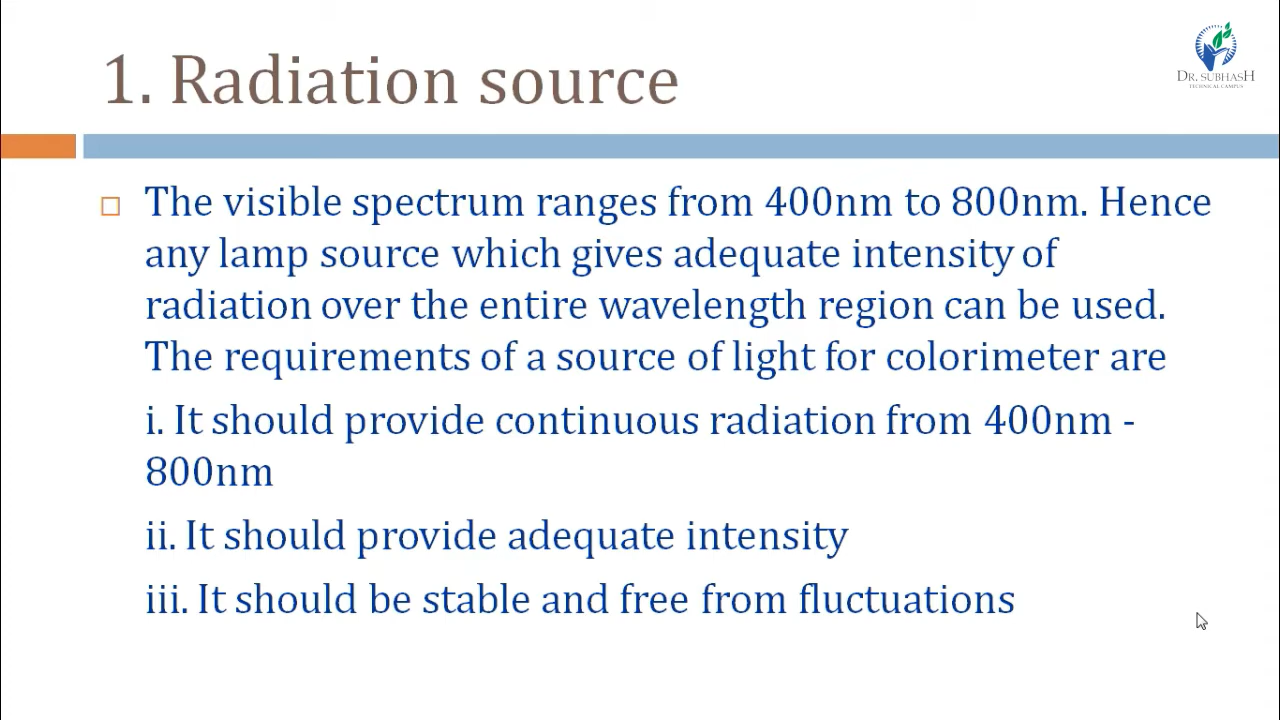 1. Radiation source
DR. SUBHASH
TECHNICAL CAMPUS
The visible spectrum ranges from 400nm to 800nm. Hence
any lamp source which gives adequate intensity of
radiation over the entire wavelength region can be used.
The requirements of a source of light for colorimeter are
i. It should provide continuous radiation from 400nm -
800nm
ii. It should provide adequate intensity
iii. It should be stable and free from fluctuations